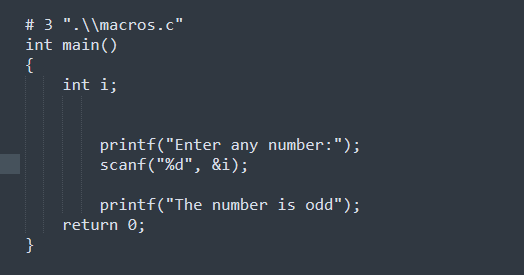 # 3 ".\\macros.c"
int main()
{
    int i;
        printf("Enter any number:");
        scanf("%d", &i);
        printf("The number is odd");
    return 0;
}